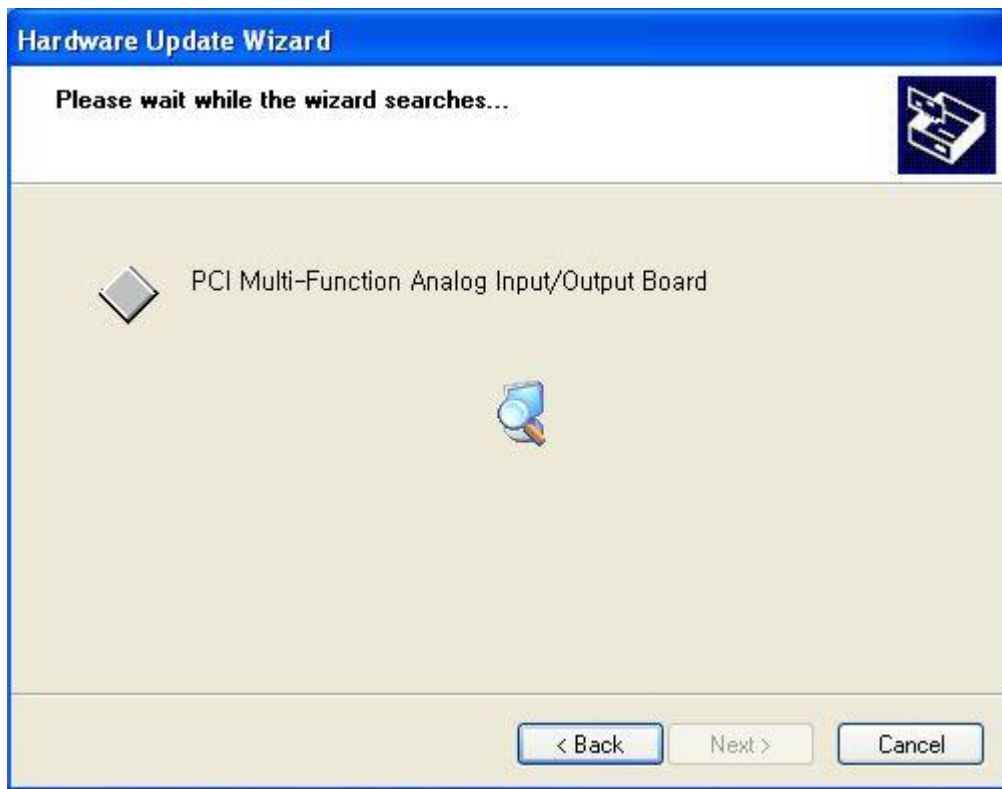 Hardware Update Wizard
Please wait while the wizard searches...
PCI Multi-Function Analog Input/Output Board
< Back
Next >
Cancel